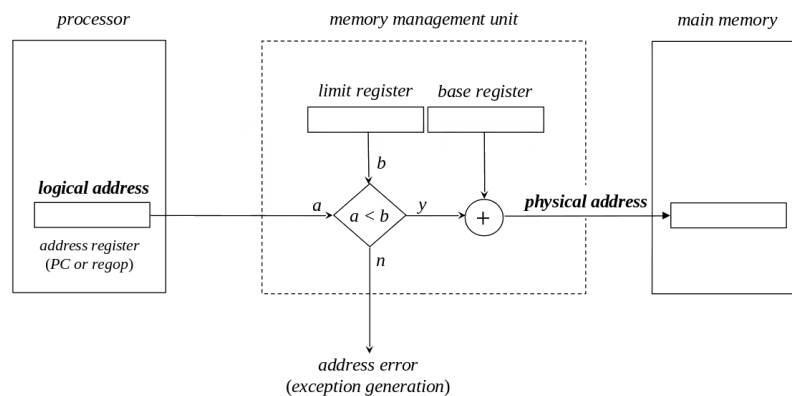 processor
memory management unit
main memory
limit register
base register
b
logical address
a
a < b
y
+
physical address
address register
(PC or regop)
n
address error
(exception generation)